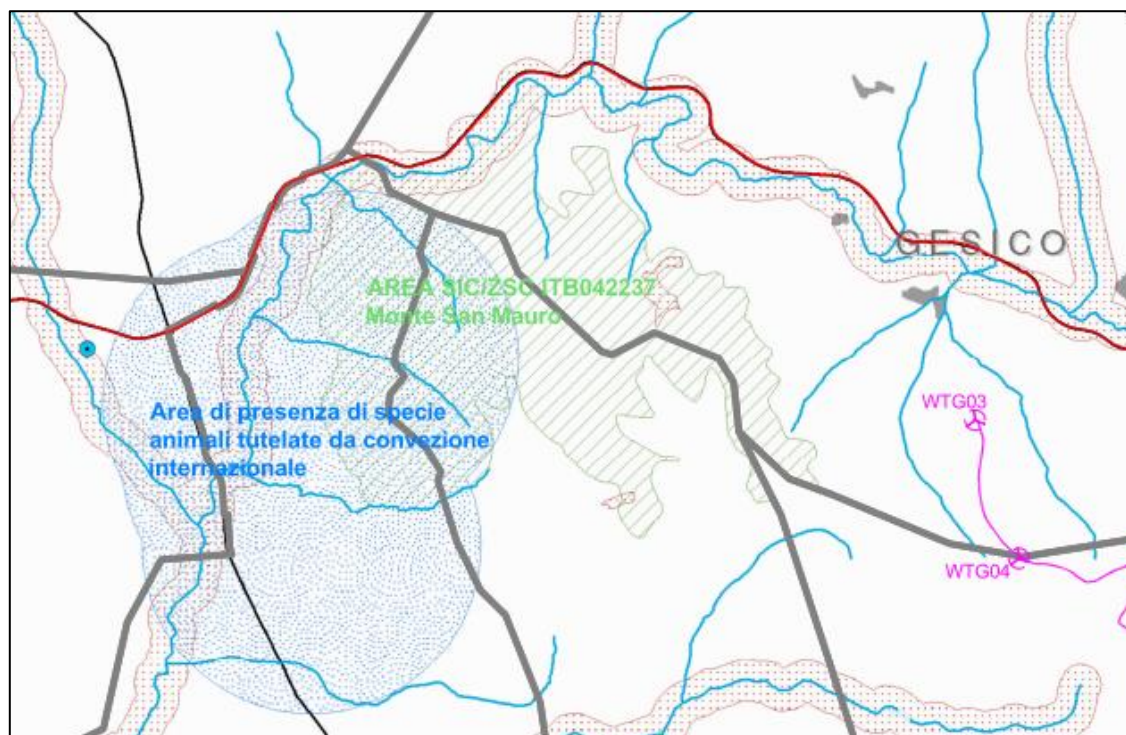 GESICO
AREA SIC/ZSC ITB042237
Monte San Mauro
Area di presenza di specie
animali tutelate da convezione
internazionale
WTG03
WTG04